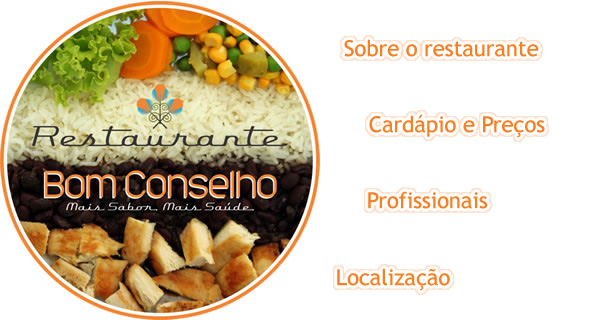 Restaurante
Bom Conselho
Mais Sabor, Mais Saúde.
Sobre o restaurante
Cardápio e Preços
Profissionais
Localização